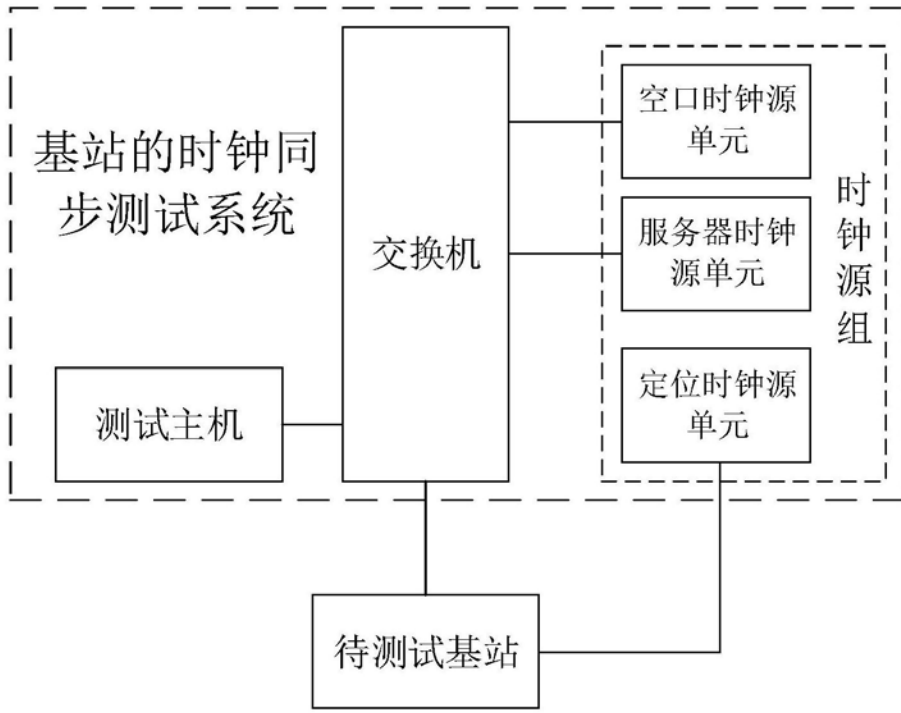 基站的时钟同
步测试系统
交换机
测试主机
空口时钟源
单元
服务器时钟
源单元
定位时钟源
单元
时
钟
源
组
待测试基站